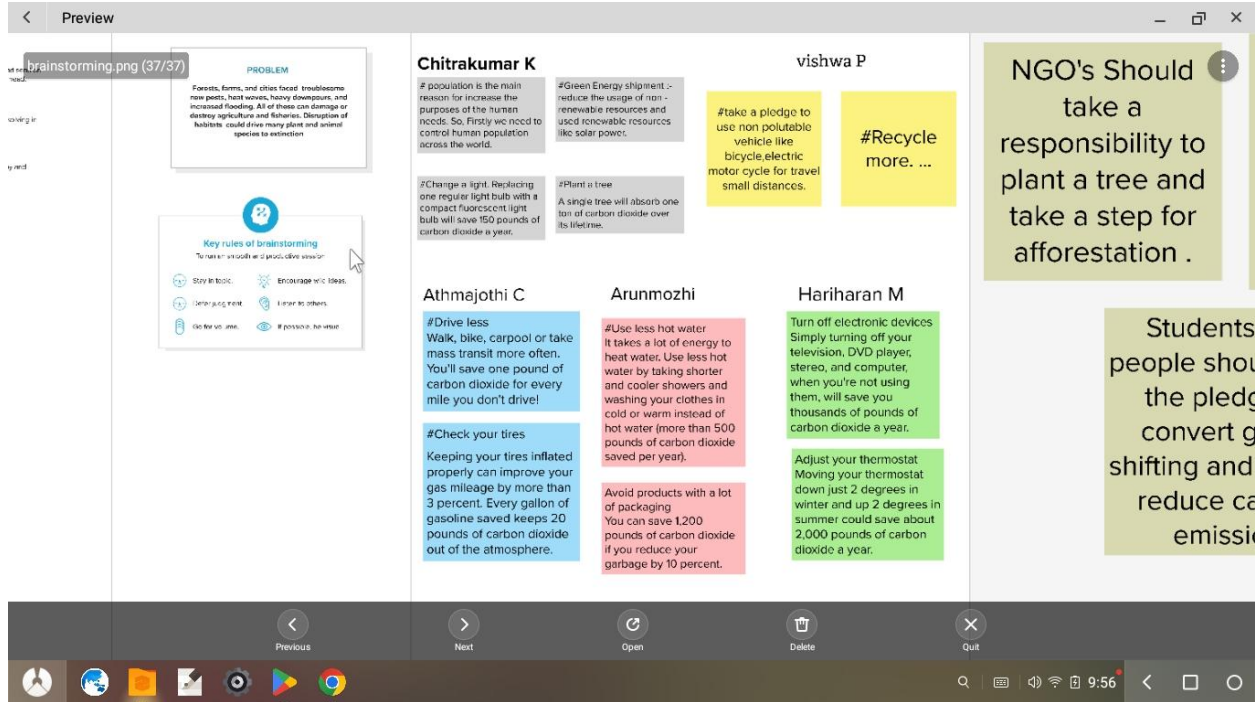 Preview
brainstorming.png (37/37)
solving in
PROBLEM
Forests, farms, and cities faced troublesome
new pests, heat waves, heavy downpours, and
increased flooding. All of these can damage or
destroy agriculture and fisheries. Disruption of
habitats could drive many plant and animal
species to extinction
Key rules of brainstorming
To run an smooth and productive session
Stay in topic.
Encourage wild ideas.
Defer judgment.
Listen to others.
Go for volume.
If possible, be visual
Chitrakumar K
# population is the main
reason for increase the
purposes of the human
needs. So, Firstly we need to
control human population
across the world.
#Green Energy shipment :-
reduce the usage of non -
renewable resources and
used renewable resources
like solar power.
#Change a light. Replacing
one regular light bulb with a
compact fluorescent light
bulb will save 150 pounds of
carbon dioxide a year.
#Plant a tree
A single tree will absorb one
ton of carbon dioxide over
its lifetime.
vishwa P
#take a pledge to
use non polutable
vehicle like
bicycle,electric
motor cycle for travel
small distances.
#Recycle
more. ...
Athmajothi C
#Drive less
Walk, bike, carpool or take
mass transit more often.
You'll save one pound of
carbon dioxide for every
mile you don't drive!
#Check your tires
Keeping your tires inflated
properly can improve your
gas mileage by more than
3 percent. Every gallon of
gasoline saved keeps 20
pounds of carbon dioxide
out of the atmosphere.
Arunmozhi
#Use less hot water
It takes a lot of energy to
heat water. Use less hot
water by taking shorter
and cooler showers and
washing your clothes in
cold or warm instead of
hot water (more than 500
pounds of carbon dioxide
saved per year).
Avoid products with a lot
of packaging
You can save 1,200
pounds of carbon dioxide
if you reduce your
garbage by 10 percent.
Hariharan M
Turn off electronic devices
Simply turning off your
television, DVD player,
stereo, and computer,
when you're not using
them, will save you
thousands of pounds of
carbon dioxide a year.
Adjust your thermostat
Moving your thermostat
down just 2 degrees in
winter and up 2 degrees in
summer could save about
2,000 pounds of carbon
dioxide a year.
NGO's Should
take a
responsibility to
plant a tree and
take a step for
afforestation .
Students
people shou
the pledg
convert g
shifting and
reduce ca
emissi
Previous
Next
Open
Delete
Quit
9:56